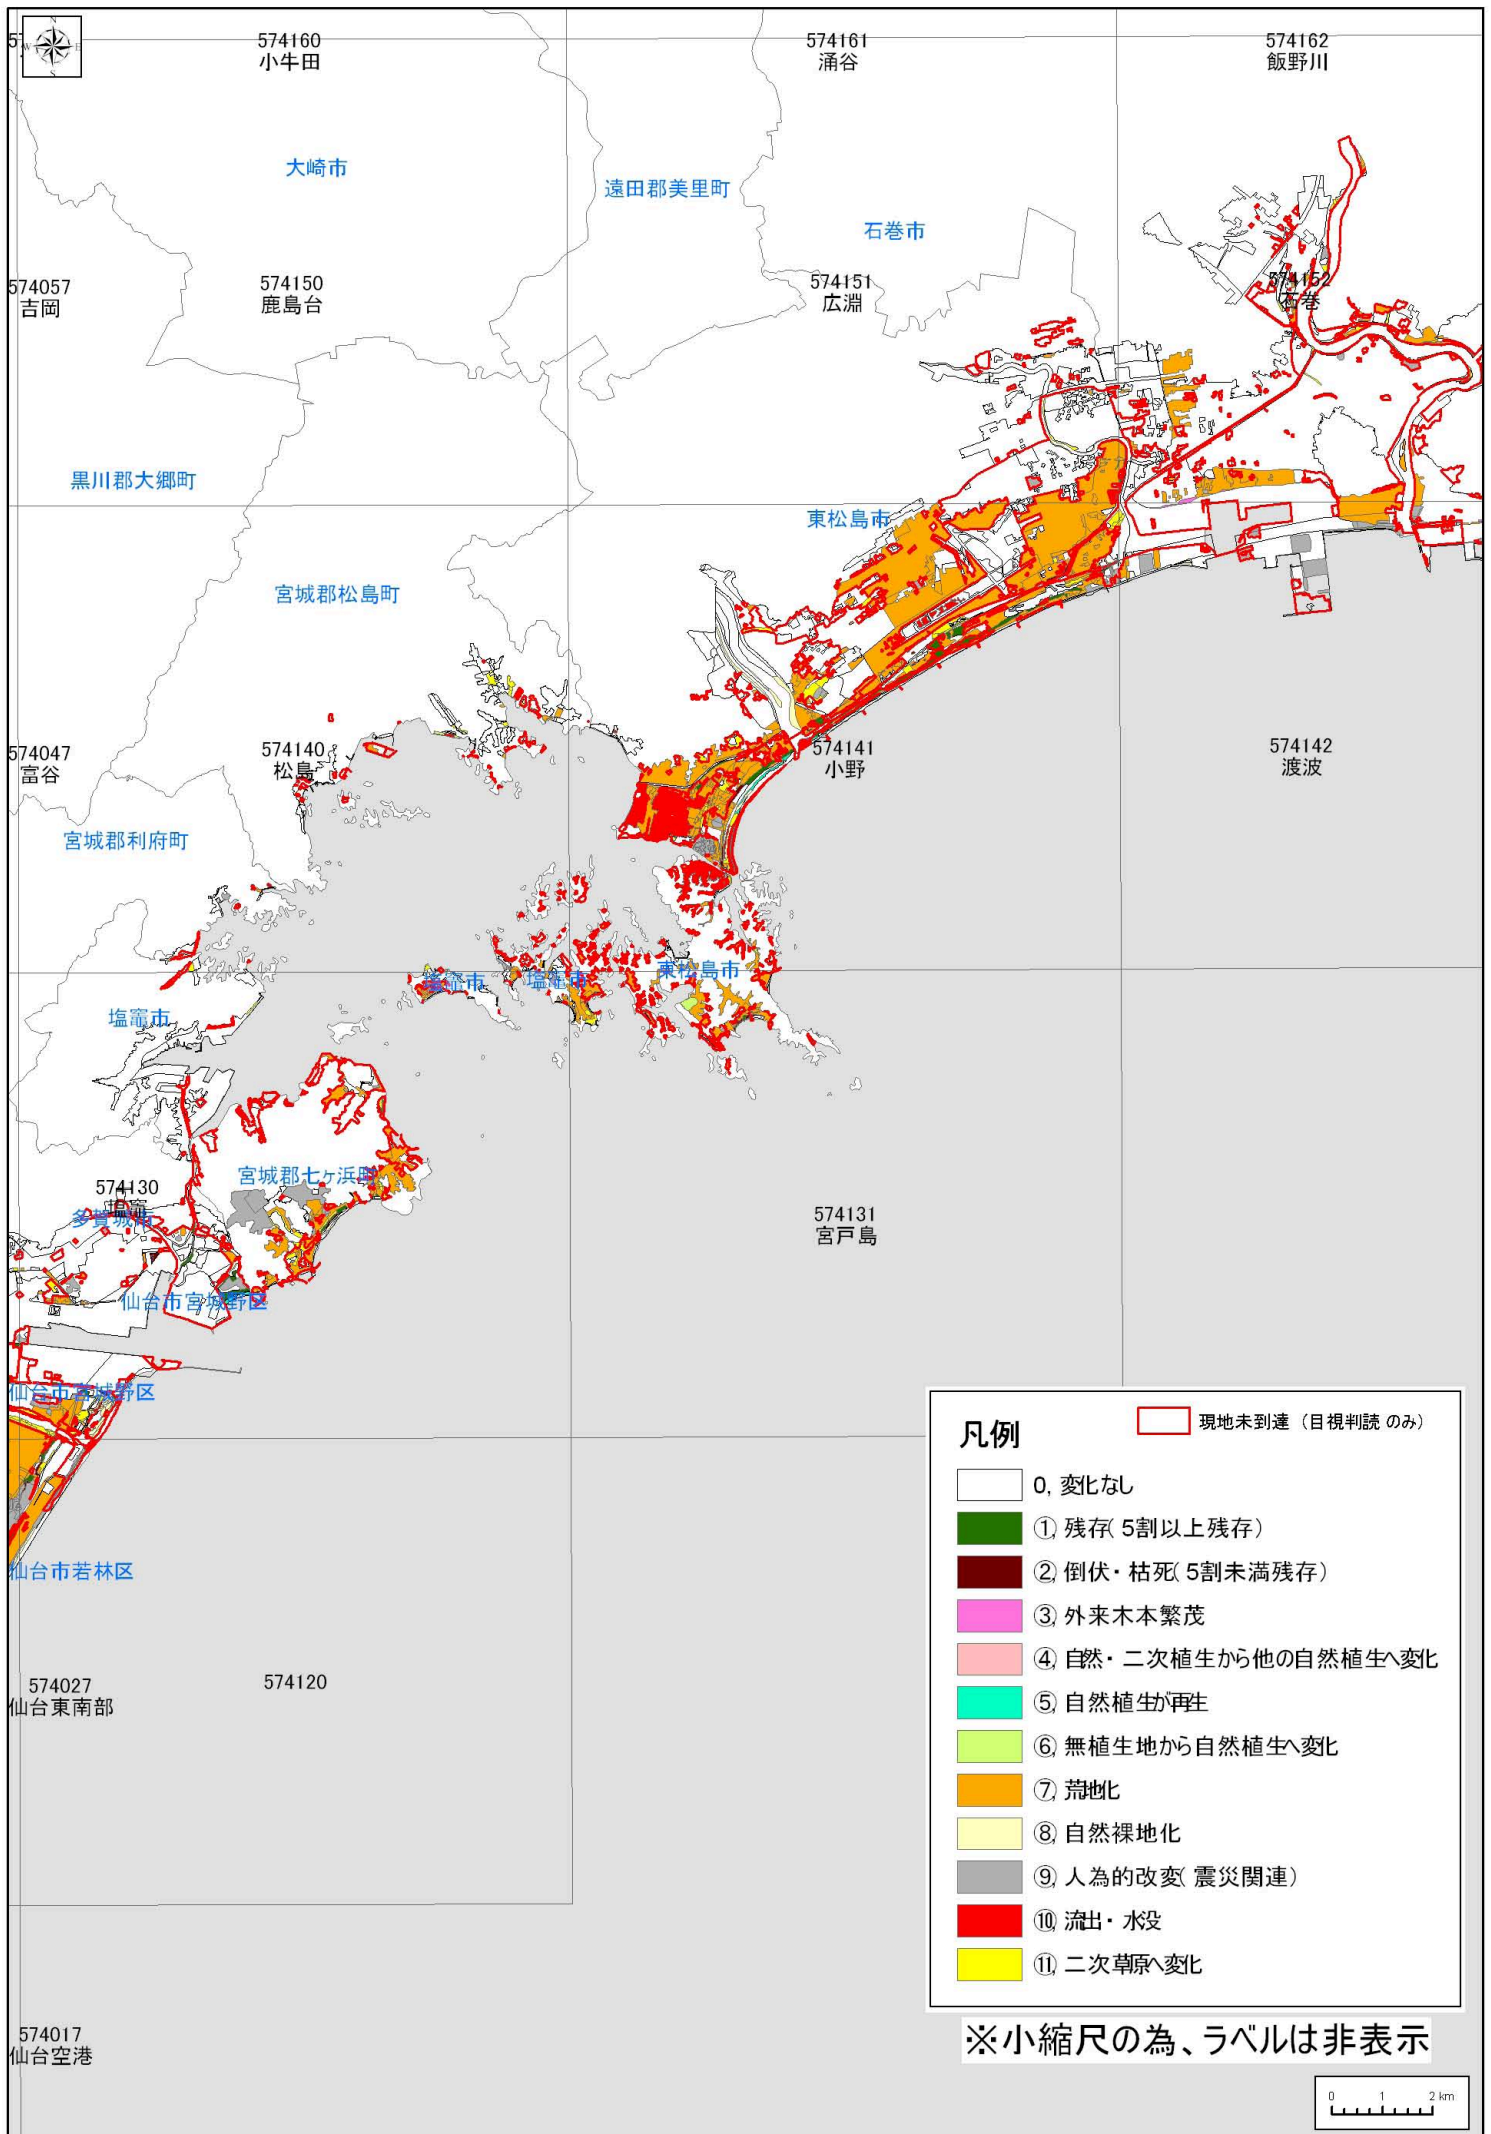 N
W E
S
574160
小牛田
574161
涌谷
574162
飯野川
大崎市
遠田郡美里町
石巻市
574057
吉岡
574150
鹿島台
574151
広淵
574152
石巻
黒川郡大郷町
東松島市
宮城郡松島町
574047
富谷
574140
松島
574141
小野
574142
渡波
宮城郡利府町
塩竈市
塩竈市
東松島市
塩竈市
宮城郡七ヶ浜町
574130
塩竈
多賀城市
574131
宮戸島
仙台市宮城野区
仙台市宮城野区
仙台市若林区
574027
仙台東南部
574120
574017
仙台空港
凡例
現地未到達（目視判読 のみ）
0, 変化なし
①, 残存( 5割以上残存)
②, 倒伏・枯死( 5割未満残存)
③, 外来木本繁茂
④, 自然・二次植生から他の自然植生へ変化
⑤, 自然植生が再生
⑥, 無植生地から自然植生へ変化
⑦, 荒地化
⑧, 自然裸地化
⑨, 人為的改変( 震災関連)
⑩, 流出・水没
⑪, 二次草原へ変化
※小縮尺の為、ラベルは非表示
0 1 2 km